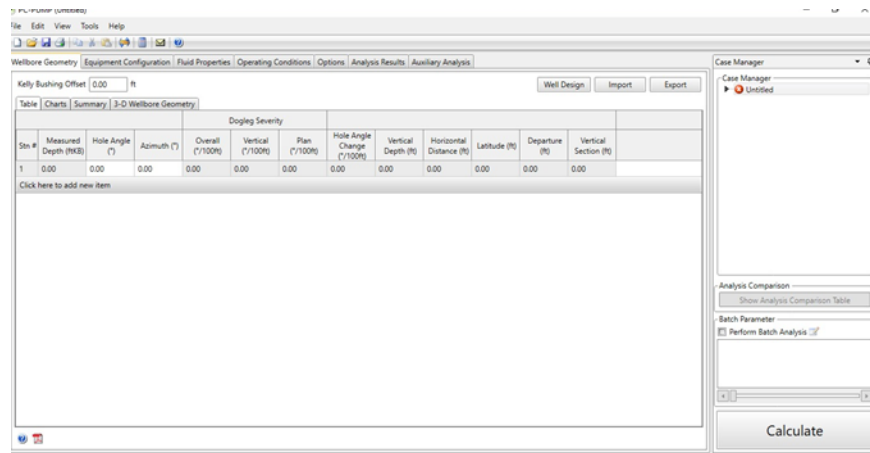 PC-PUMP (Untitled)
File Edit View Tools Help
Wellbore Geometry Equipment Configuration Fluid Properties Operating Conditions Options Analysis Results Auxiliary Analysis
Kelly Bushing Offset 0.00 ft Well Design Import Export
Table Charts Summary 3-D Wellbore Geometry
Dogleg Severity
Stn # Measured Depth (ftKB) Hole Angle (°) Azimuth (°) Overall (°/100ft) Vertical (°/100ft) Plan (°/100ft) Hole Angle Change (°/100ft) Vertical Depth (ft) Horizontal Distance (ft) Latitude (ft) Departure (ft) Vertical Section (ft)
1 0.00 0.00 0.00 0.00 0.00 0.00 0.00 0.00 0.00 0.00 0.00 0.00
Click here to add new item
Case Manager
Case Manager
Untitled
Analysis Comparison
Show Analysis Comparison Table
Batch Parameter
Perform Batch Analysis
Calculate